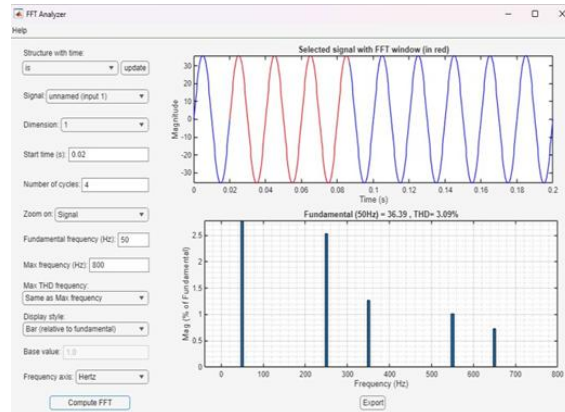 FFT Analyzer
Help
Structure with time:
is
update
Signal: unnamed (input 1)
Dimension: 1
Start time (s): 0.02
Number of cycles: 4
Zoom on: Signal
Fundamental frequency (Hz): 50
Max frequency (Hz): 800
Max THD frequency:
Same as Max frequency
Display style:
Bar (relative to fundamental)
Base value: 1.0
Frequency axis: Hertz
Compute FFT
Selected signal with FFT window (in red)
Magnitude
30
20
10
0
-10
-20
-30
0 0.02 0.04 0.06 0.08 0.1 0.12 0.14 0.16 0.18 0.2
Time (s)
Fundamental (50Hz) = 36.39 , THD= 3.09%
Mag (% of Fundamental)
2.5
2
1.5
1
0.5
0
0 100 200 300 400 500 600 700 800
Frequency (Hz)
Export